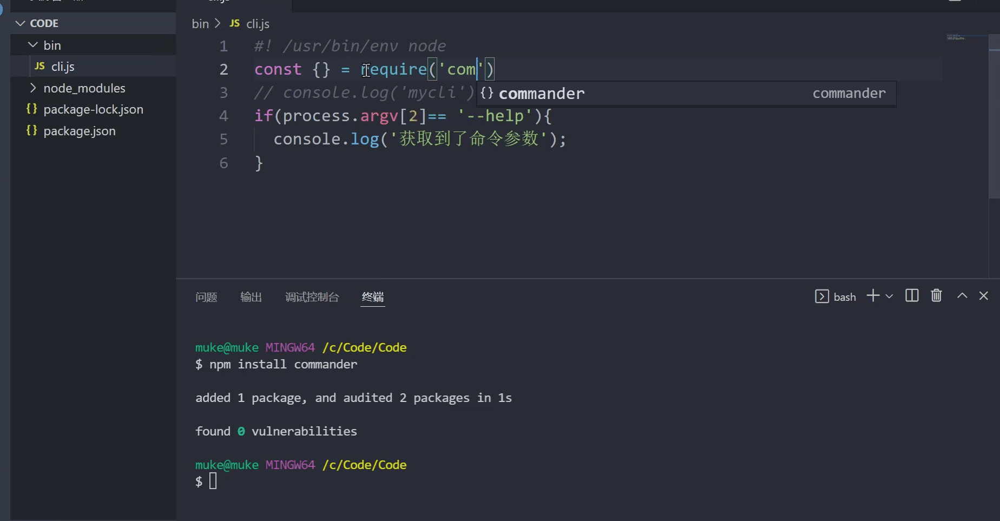 CODE
bin
JS cli.js
node_modules
{} package-lock.json
{} package.json
bin > JS cli.js
1 #! /usr/bin/env node
2 const {} = require('com')
{} commander commander
3 // console.log('mycli')
4 if(process.argv[2]== '--help'){
5 console.log('获取到了命令参数');
6 }
问题 输出 调试控制台 终端
bash
muke@muke MINGW64 /c/Code/Code
$ npm install commander
added 1 package, and audited 2 packages in 1s
found 0 vulnerabilities
muke@muke MINGW64 /c/Code/Code
$